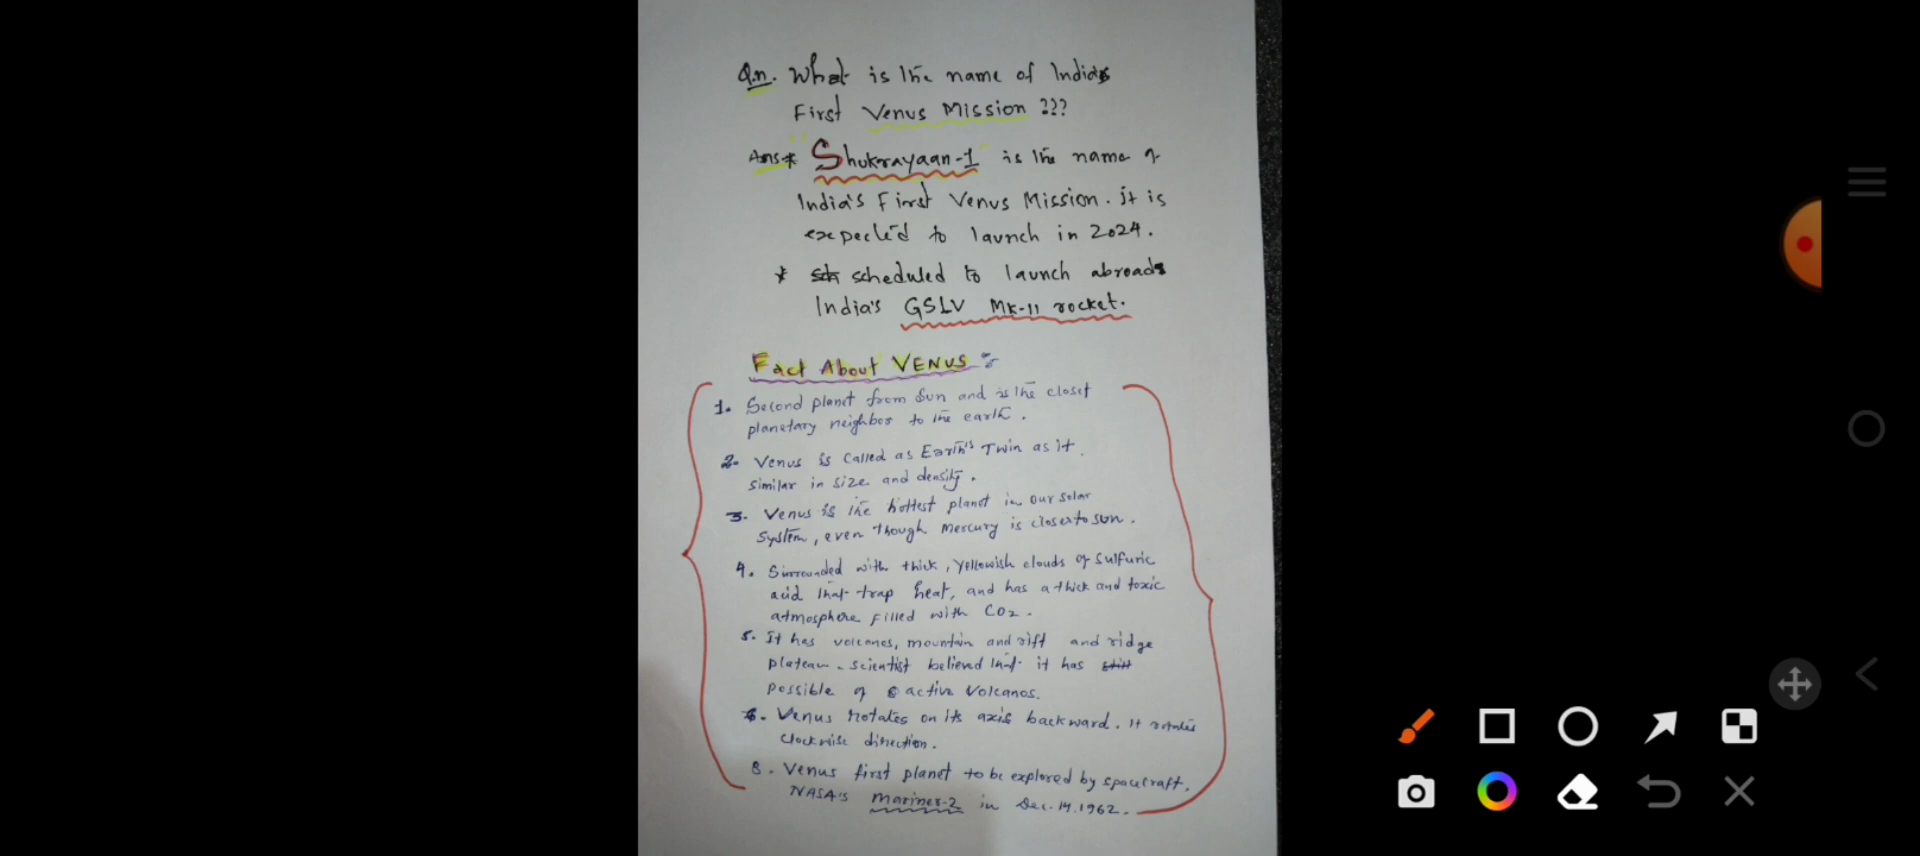 Q.n. What is the name of India's
First Venus Mission ???
Ans* "Shukrayaan-1" is the name of
India's First Venus Mission. it is
expected to launch in 2024.
* scheduled to launch abroad
India's GSLV MK-II rocket.
Fact About VENUS :-
1. Second planet from Sun and is the closet
planetary neighbor to the earth.
2. Venus is called as Earth's Twin as it
similar in size and density.
3. Venus is the hottest planet in our solar
system, even though Mercury is closer to sun.
4. Surrounded with thick, yellowish clouds of sulfuric
acid that trap heat, and has a thick and toxic
atmosphere filled with CO2.
5. It has volcanos, mountain and rift and ridge
plateau. scientist believed that it has still
possible of active volcanos.
6. Venus rotates on its axis backward. It rotates
clockwise direction.
8. Venus first planet to be explored by spacecraft.
NASA's Mariner-2 in Dec. 14. 1962.